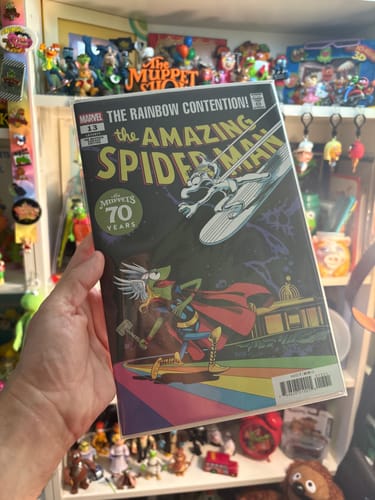 THE MUPPET
SHOW
MARVEL
13
THE RAINBOW CONTENTION!
the AMAZING
SPIDER-MAN
the MUPPETS
70
YEARS